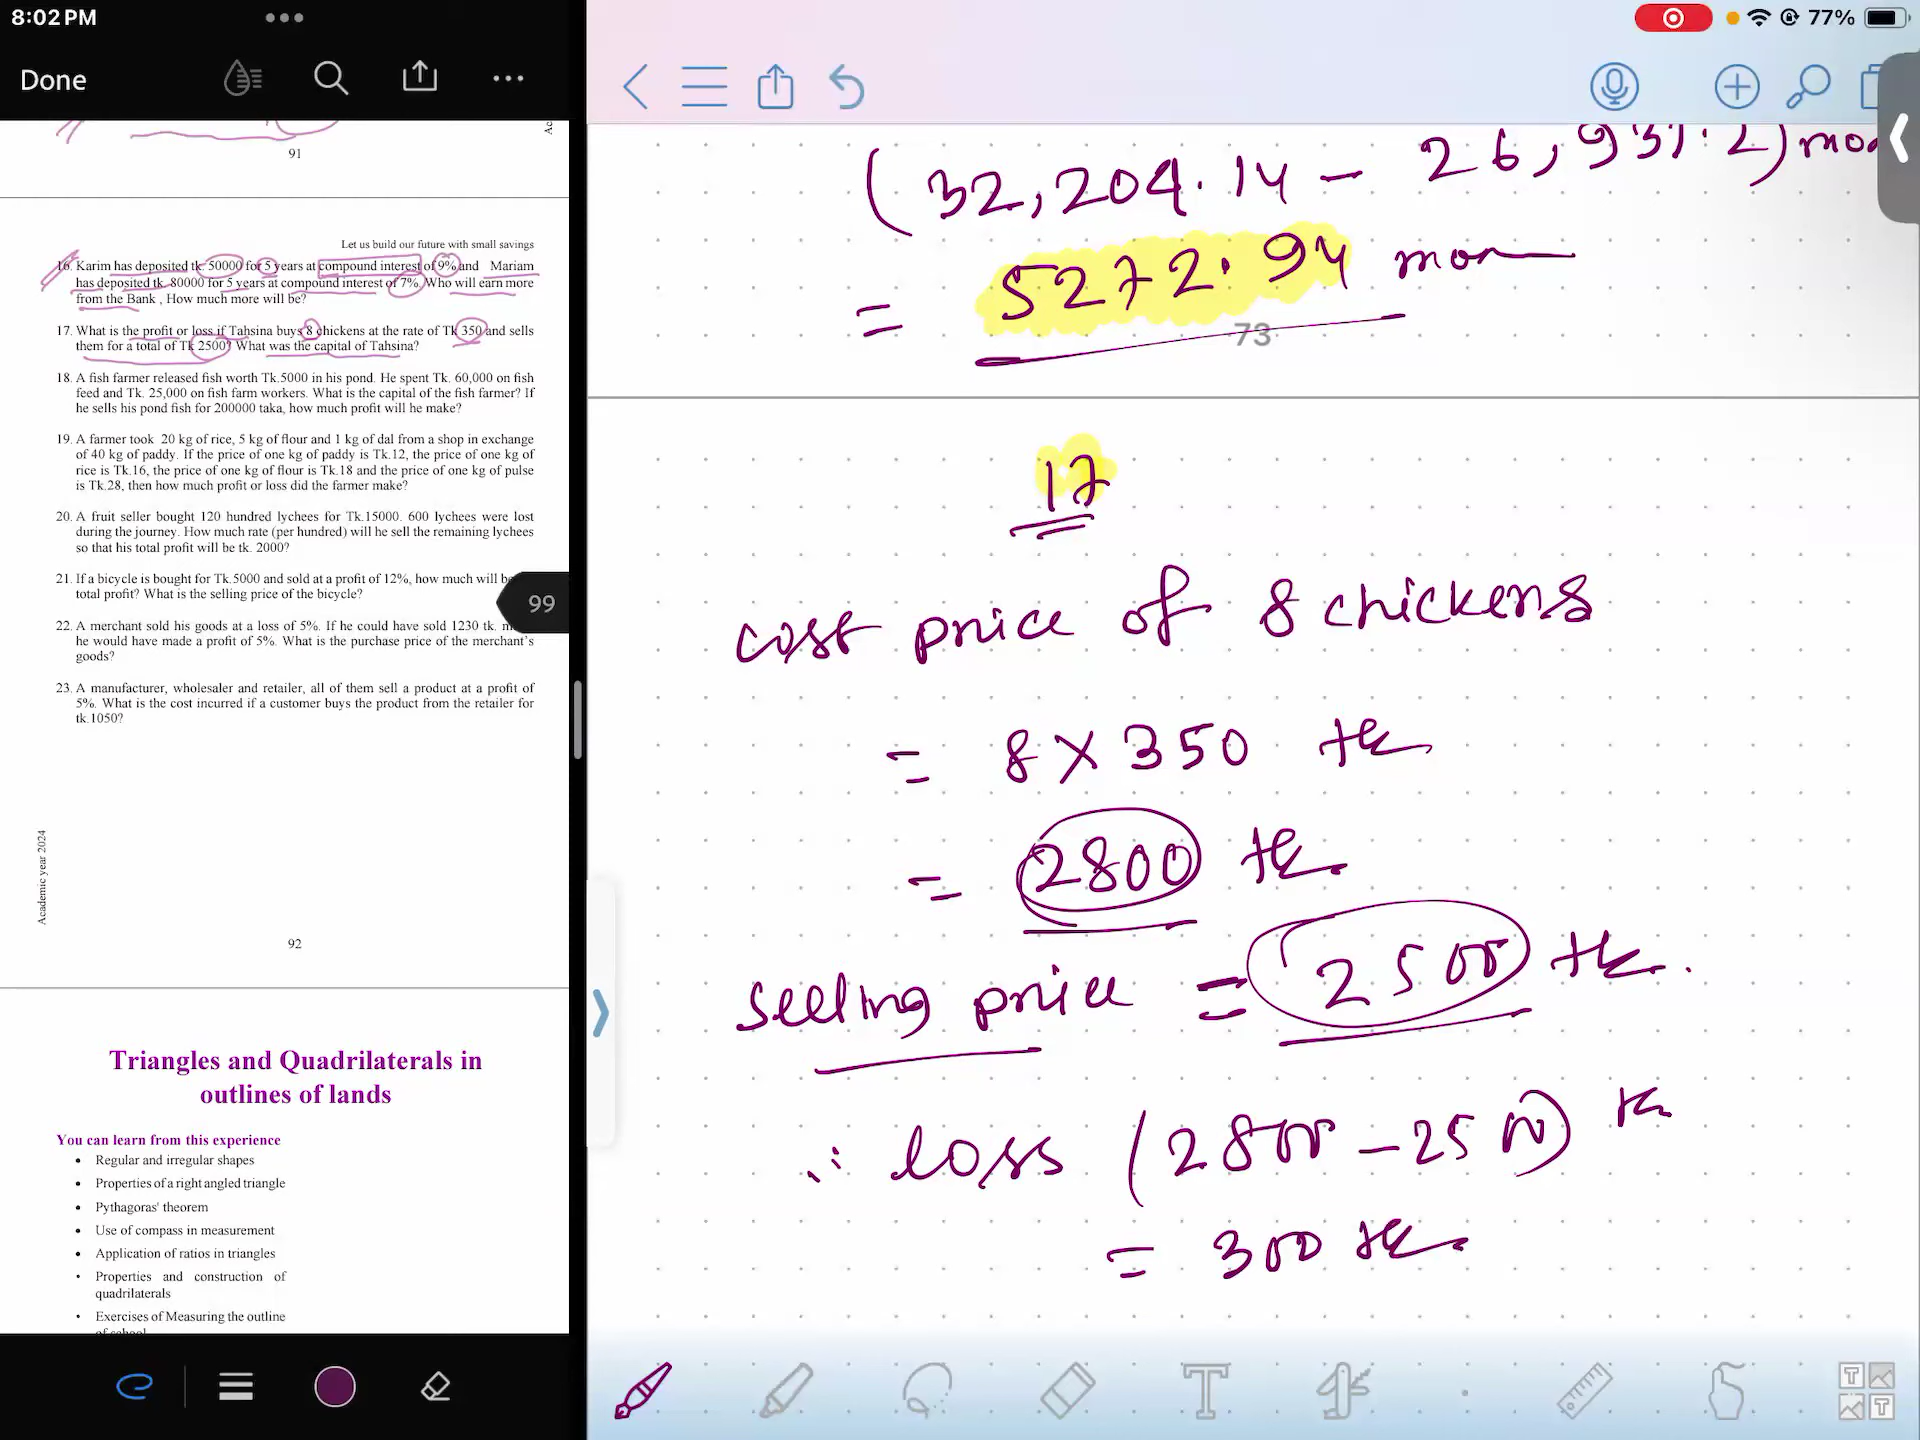 8:02 PM
77%
Done
91
Let us build our future with small savings
16. Karim has deposited tk. 50000 for 5 years at compound interest of 9% and Mariam
has deposited tk. 80000 for 5 years at compound interest of 7%. Who will earn more
from the Bank , How much more will be?
17. What is the profit or loss if Tahsina buys 8 chickens at the rate of Tk 350 and sells
them for a total of Tk 2500? What was the capital of Tahsina?
18. A fish farmer released fish worth Tk.5000 in his pond. He spent Tk. 60,000 on fish
feed and Tk. 25,000 on fish farm workers. What is the capital of the fish farmer? If
he sells his pond fish for 200000 taka, how much profit will he make?
19. A farmer took 20 kg of rice, 5 kg of flour and 1 kg of dal from a shop in exchange
of 40 kg of paddy. If the price of one kg of paddy is Tk.12, the price of one kg of
rice is Tk.16, the price of one kg of flour is Tk.18 and the price of one kg of pulse
is Tk.28, then how much profit or loss did the farmer make?
20. A fruit seller bought 120 hundred lychees for Tk.15000. 600 lychees were lost
during the journey. How much rate (per hundred) will he sell the remaining lychees
so that his total profit will be tk. 2000?
21. If a bicycle is bought for Tk.5000 and sold at a profit of 12%, how much will be
total profit? What is the selling price of the bicycle?
99
22. A merchant sold his goods at a loss of 5%. If he could have sold 1230 tk.
he would have made a profit of 5%. What is the purchase price of the merchant's
goods?
23. A manufacturer, wholesaler and retailer, all of them sell a product at a profit of
5%. What is the cost incurred if a customer buys the product from the retailer for
tk.1050?
Academic year 2024
92
Triangles and Quadrilaterals in
outlines of lands
You can learn from this experience
• Regular and irregular shapes
• Properties of a right angled triangle
• Pythagoras' theorem
• Use of compass in measurement
• Application of ratios in triangles
• Properties and construction of
quadrilaterals
• Exercises of Measuring the outline
of school
(32,204.14 - 26,931.2)
= 5272.94
73
17
cost price of 8 chickens
= 8 × 350 tk
= 2800 tk
selling price = 2500 tk.
∴ loss (2800 - 2500) tk
= 300 tk